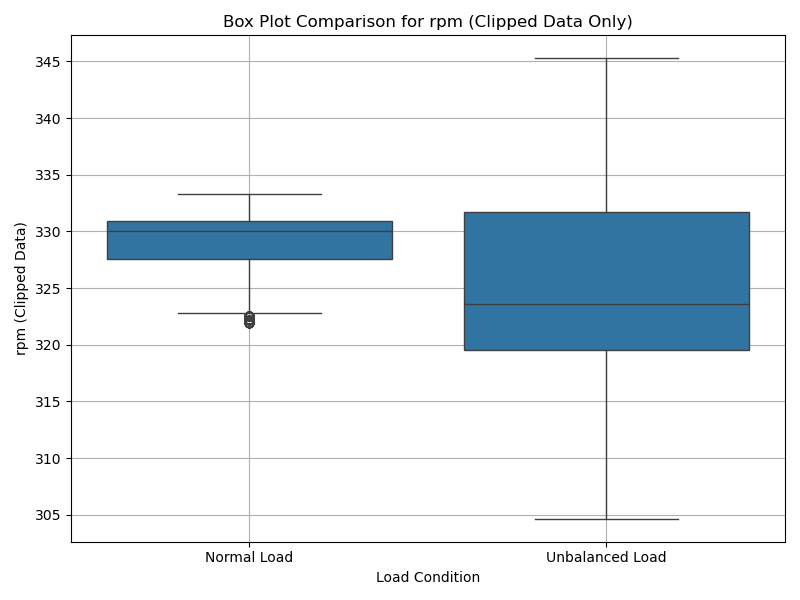 Box Plot Comparison for rpm (Clipped Data Only)
rpm (Clipped Data)
345
340
335
330
325
320
315
310
305
Normal Load
Unbalanced Load
Load Condition